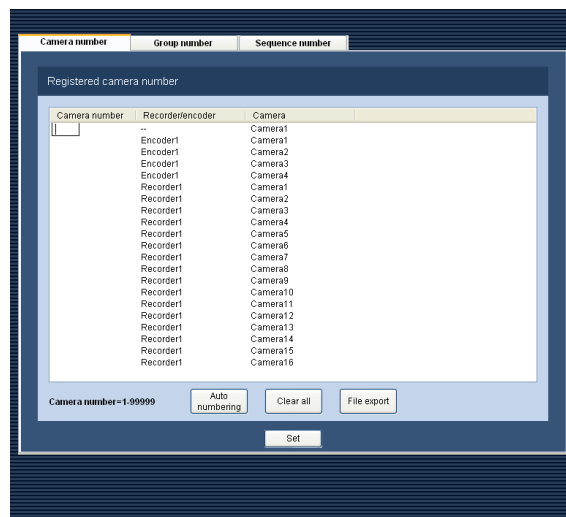 Camera number Group number Sequence number
Registered camera number
Camera number Recorder/encoder Camera
-- Camera1
Encoder1 Camera1
Encoder1 Camera2
Encoder1 Camera3
Encoder1 Camera4
Recorder1 Camera1
Recorder1 Camera2
Recorder1 Camera3
Recorder1 Camera4
Recorder1 Camera5
Recorder1 Camera6
Recorder1 Camera7
Recorder1 Camera8
Recorder1 Camera9
Recorder1 Camera10
Recorder1 Camera11
Recorder1 Camera12
Recorder1 Camera13
Recorder1 Camera14
Recorder1 Camera15
Recorder1 Camera16
Camera number=1-99999
Auto
numbering
Clear all
File export
Set